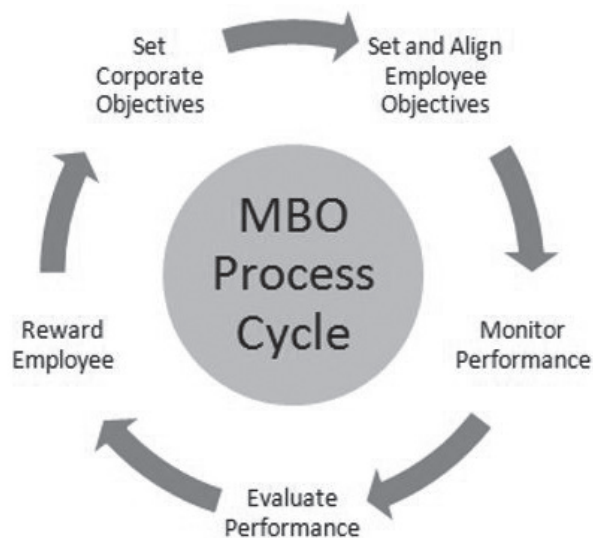 Set
Corporate
Objectives
Set and Align
Employee
Objectives
MBO
Process
Cycle
Monitor
Performance
Evaluate
Performance
Reward
Employee